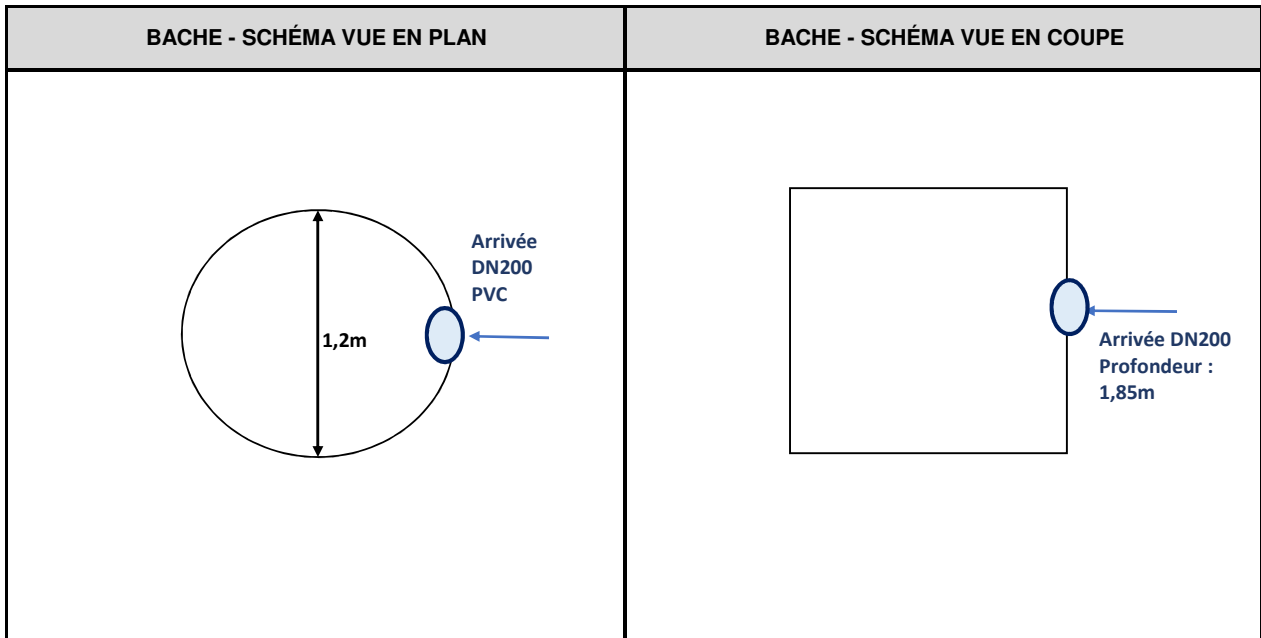 BACHE - SCHÉMA VUE EN PLAN
BACHE - SCHÉMA VUE EN COUPE
Arrivée
DN200
PVC
1,2m
Arrivée DN200
Profondeur :
1,85m